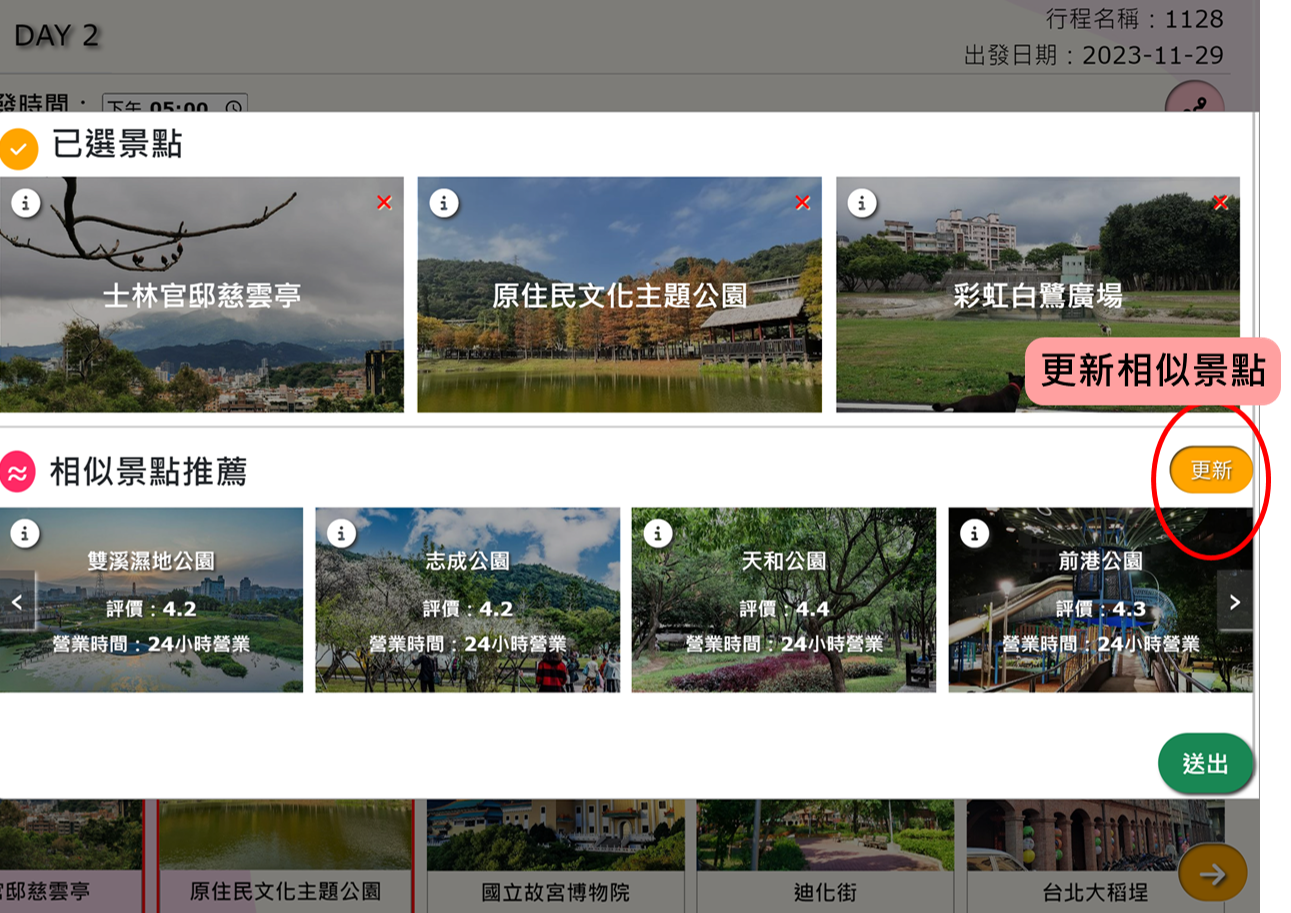 DAY 2
行程名稱：1128
出發日期：2023-11-29
發時間：
下午 05:00
已選景點
士林官邸慈雲亭
原住民文化主題公園
彩虹白鷺廣場
更新相似景點
相似景點推薦
更新
雙溪濕地公園
評價：4.2
營業時間：24小時營業
志成公園
評價：4.2
營業時間：24小時營業
天和公園
評價：4.4
營業時間：24小時營業
前港公園
評價：4.3
營業時間：24小時營業
送出
官邸慈雲亭
原住民文化主題公園
國立故宮博物院
迪化街
台北大稻埕